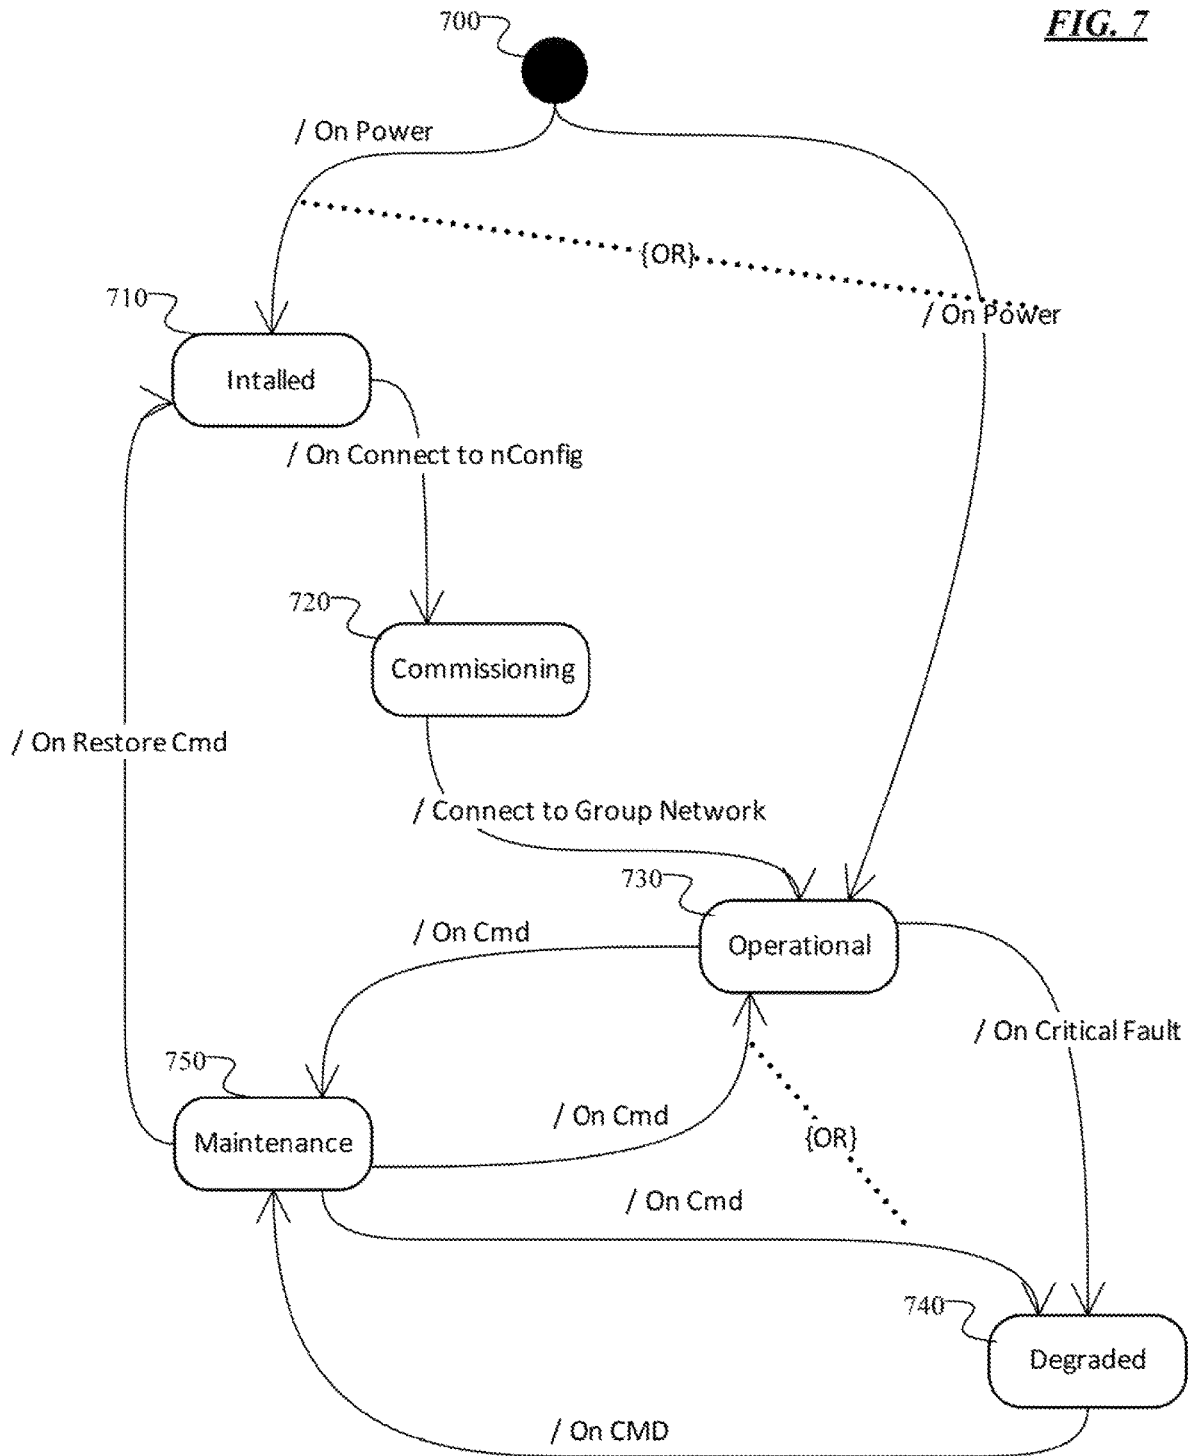 FIG. 7
700
/ On Power
{OR}
/ On Power
710
Intalled
/ On Connect to nConfig
720
Commissioning
/ On Restore Cmd
/ Connect to Group Network
730
Operational
/ On Cmd
/ On Critical Fault
750
Maintenance
/ On Cmd
{OR}
/ On Cmd
740
Degraded
/ On CMD